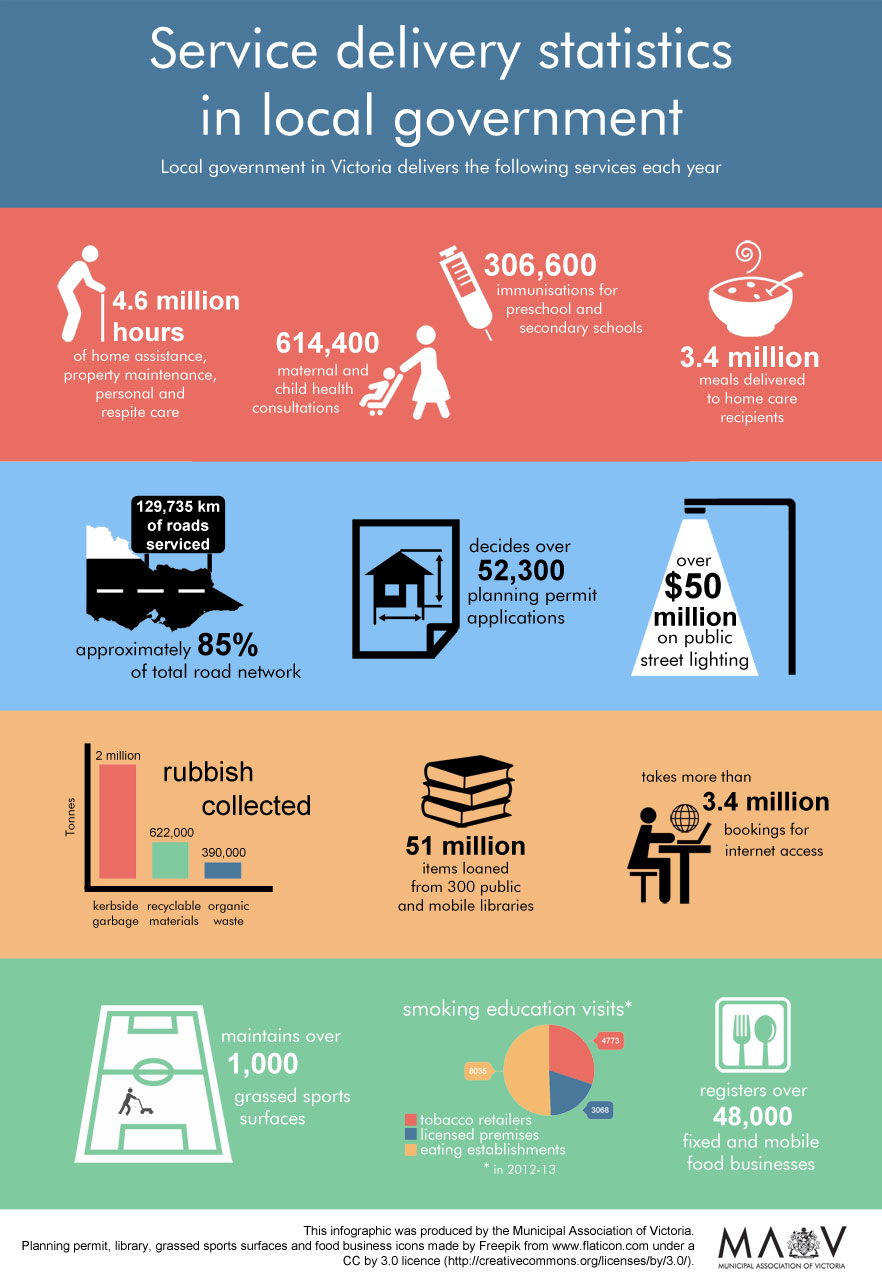 Service delivery statistics
in local government
Local government in Victoria delivers the following services each year
4.6 million
hours
of home assistance,
property maintenance,
personal and
respite care
614,400
maternal and
child health
consultations
306,600
immunisations for
preschool and
secondary schools
3.4 million
meals delivered
to home care
recipients
129,735 km
of roads
serviced
approximately 85%
of total road network
decides over
52,300
planning permit
applications
over
$50
million
on public
street lighting
rubbish
collected
Tonnes
2 million
622,000
390,000
kerbside
garbage
recyclable
materials
organic
waste
51 million
items loaned
from 300 public
and mobile libraries
takes more than
3.4 million
bookings for
internet access
maintains over
1,000
grassed sports
surfaces
smoking education visits*
4773
8035
3068
tobacco retailers
licensed premises
eating establishments
* in 2012-13
registers over
48,000
fixed and mobile
food businesses
This infographic was produced by the Municipal Association of Victoria.
Planning permit, library, grassed sports surfaces and food business icons made by Freepik from www.flaticon.com under a
CC by 3.0 licence (http://creativecommons.org/licenses/by/3.0/).
MAV
MUNICIPAL ASSOCIATION OF VICTORIA